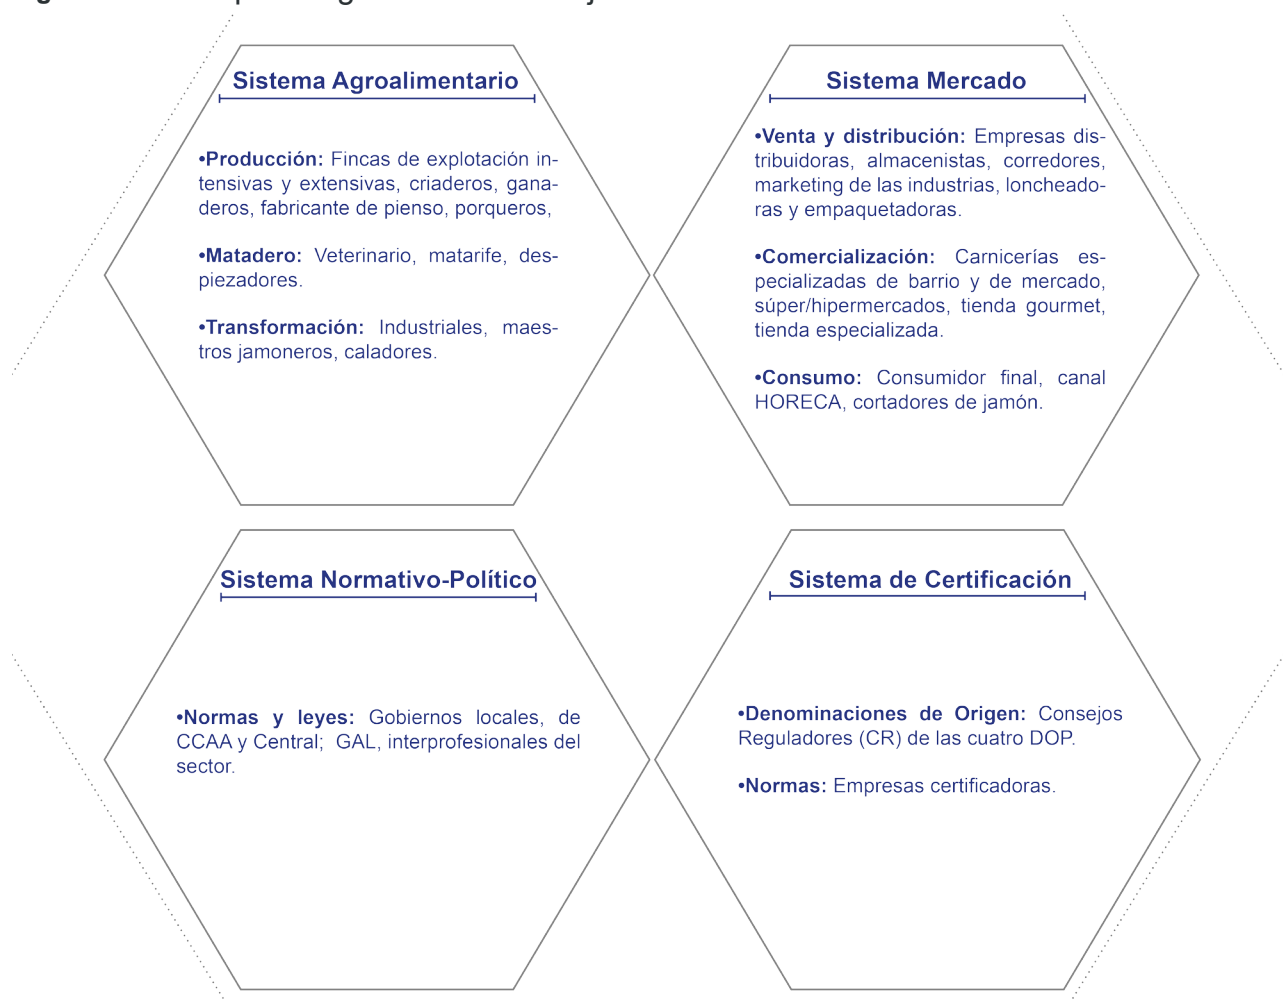 Sistema Agroalimentario
•Producción: Fincas de explotación in-
tensivas y extensivas, criaderos, gana-
deros, fabricante de pienso, porqueros,
•Matadero: Veterinario, matarife, des-
piezadores.
•Transformación: Industriales, maes-
tros jamoneros, caladores.
Sistema Mercado
•Venta y distribución: Empresas dis-
tribuidoras, almacenistas, corredores,
marketing de las industrias, loncheado-
ras y empaquetadoras.
•Comercialización: Carnicerías es-
pecializadas de barrio y de mercado,
súper/hipermercados, tienda gourmet,
tienda especializada.
•Consumo: Consumidor final, canal
HORECA, cortadores de jamón.
Sistema Normativo-Político
•Normas y leyes: Gobiernos locales, de
CCAA y Central; GAL, interprofesionales del
sector.
Sistema de Certificación
•Denominaciones de Origen: Consejos
Reguladores (CR) de las cuatro DOP.
•Normas: Empresas certificadoras.